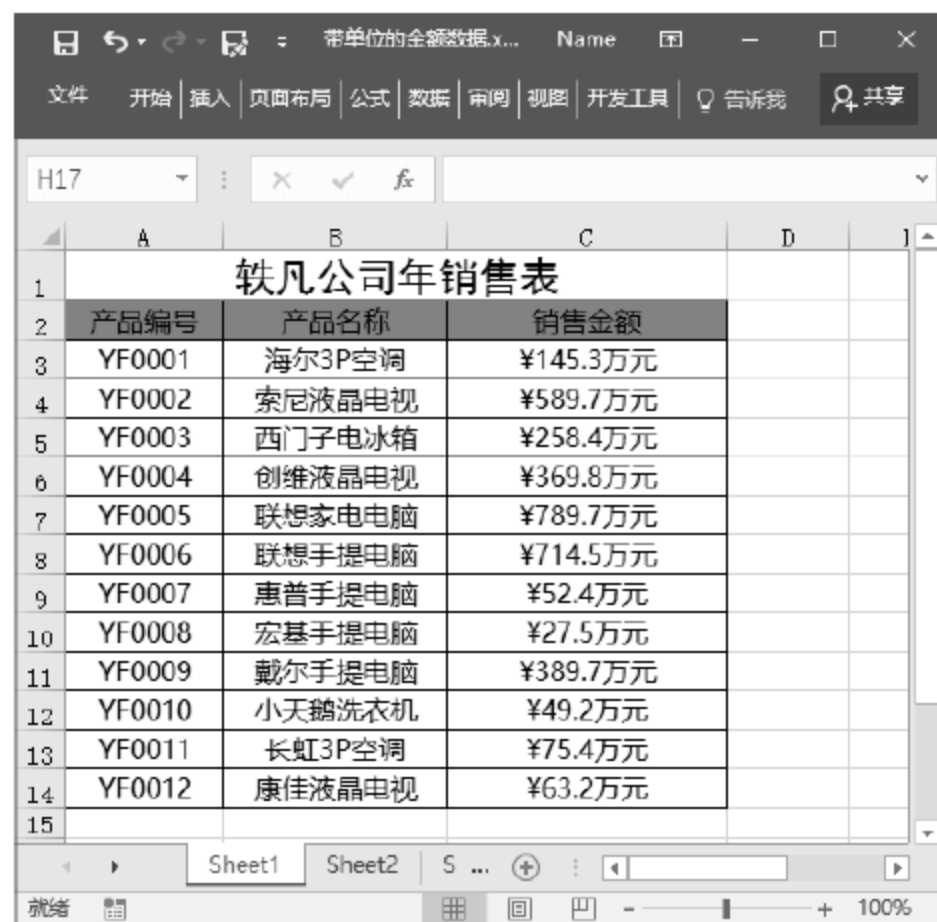 带单位的金额数据.x... Name
文件 开始 插入 页面布局 公式 数据 审阅 视图 开发工具 告诉我 共享
H17 fx
A B C D
1 轶凡公司年销售表
2 产品编号 产品名称 销售金额
3 YF0001 海尔3P空调 ¥145.3万元
4 YF0002 索尼液晶电视 ¥589.7万元
5 YF0003 西门子电冰箱 ¥258.4万元
6 YF0004 创维液晶电视 ¥369.8万元
7 YF0005 联想家电电脑 ¥789.7万元
8 YF0006 联想手提电脑 ¥714.5万元
9 YF0007 惠普手提电脑 ¥52.4万元
10 YF0008 宏基手提电脑 ¥27.5万元
11 YF0009 戴尔手提电脑 ¥389.7万元
12 YF0010 小天鹅洗衣机 ¥49.2万元
13 YF0011 长虹3P空调 ¥75.4万元
14 YF0012 康佳液晶电视 ¥63.2万元
15
Sheet1 Sheet2 S ...
就绪 100%